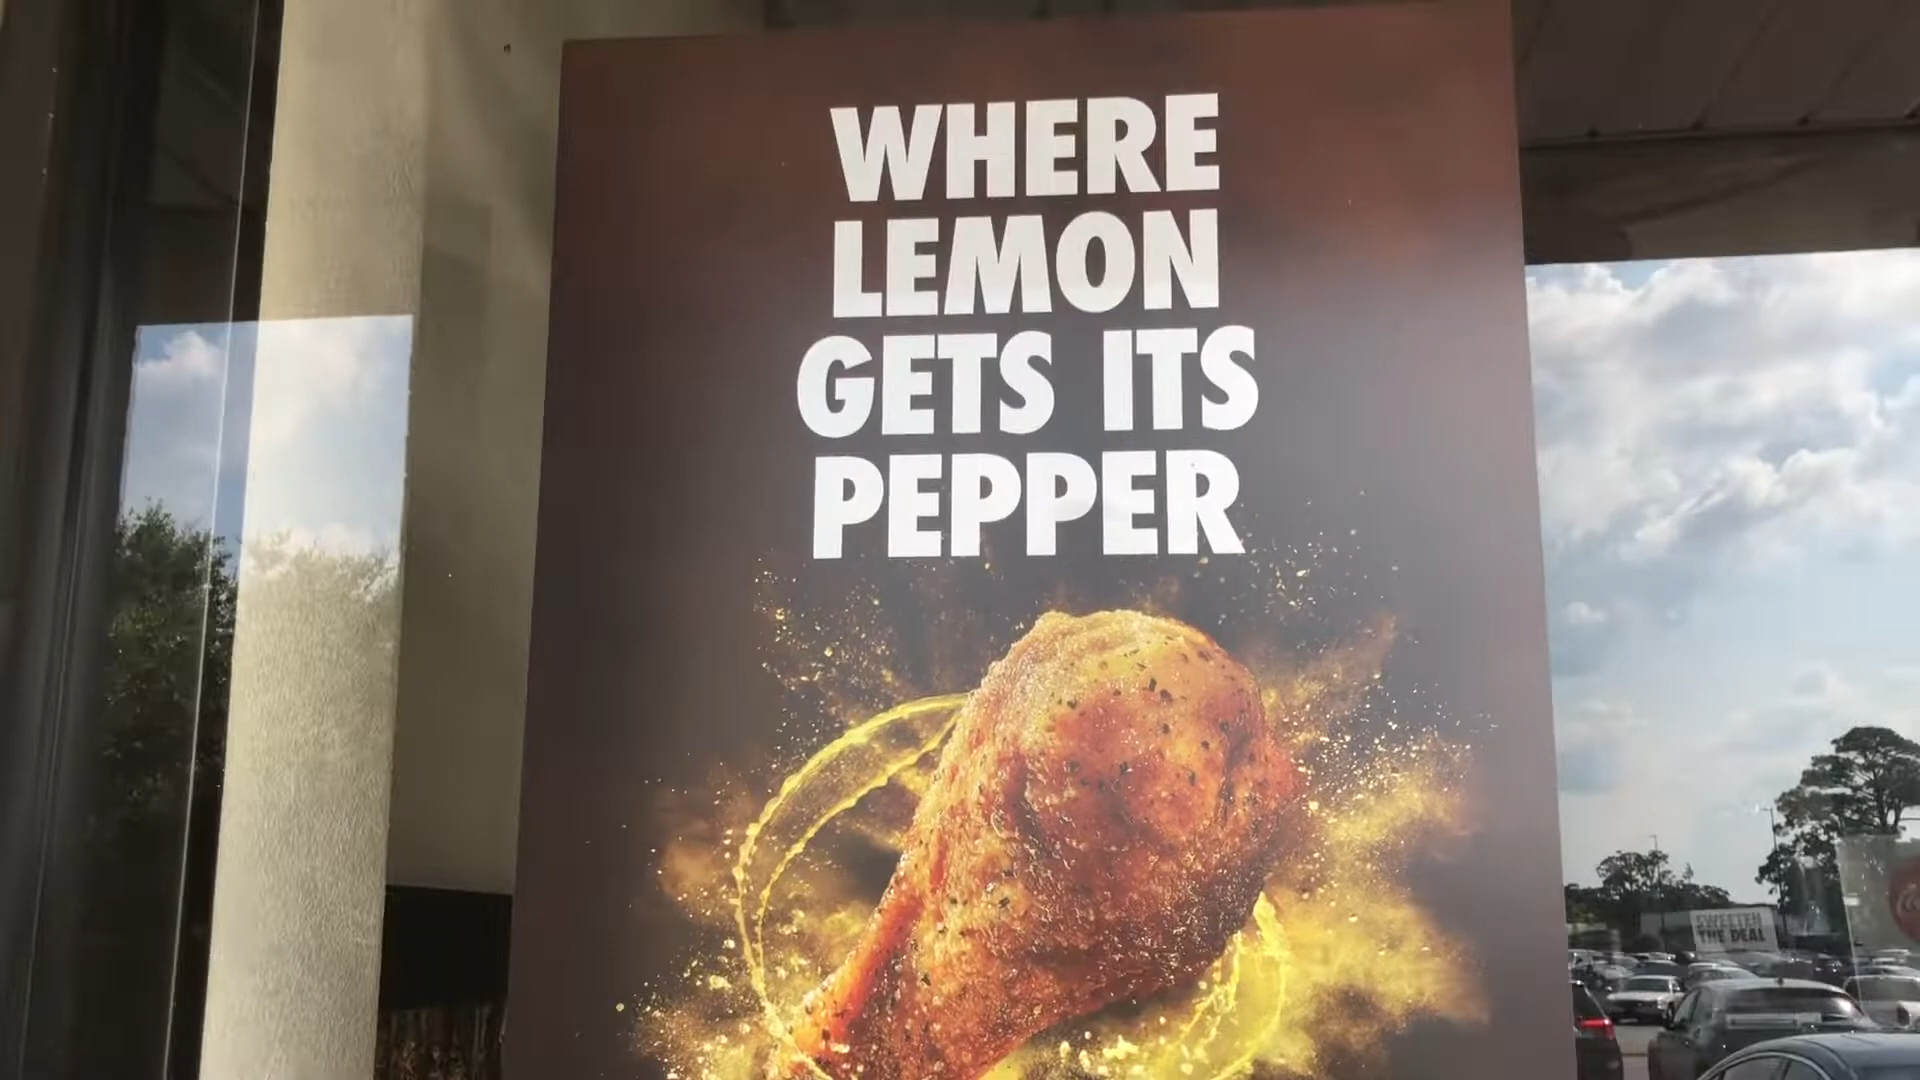 WHERE
LEMON
GETS ITS
PEPPER
SWEETEN
THE DEAL